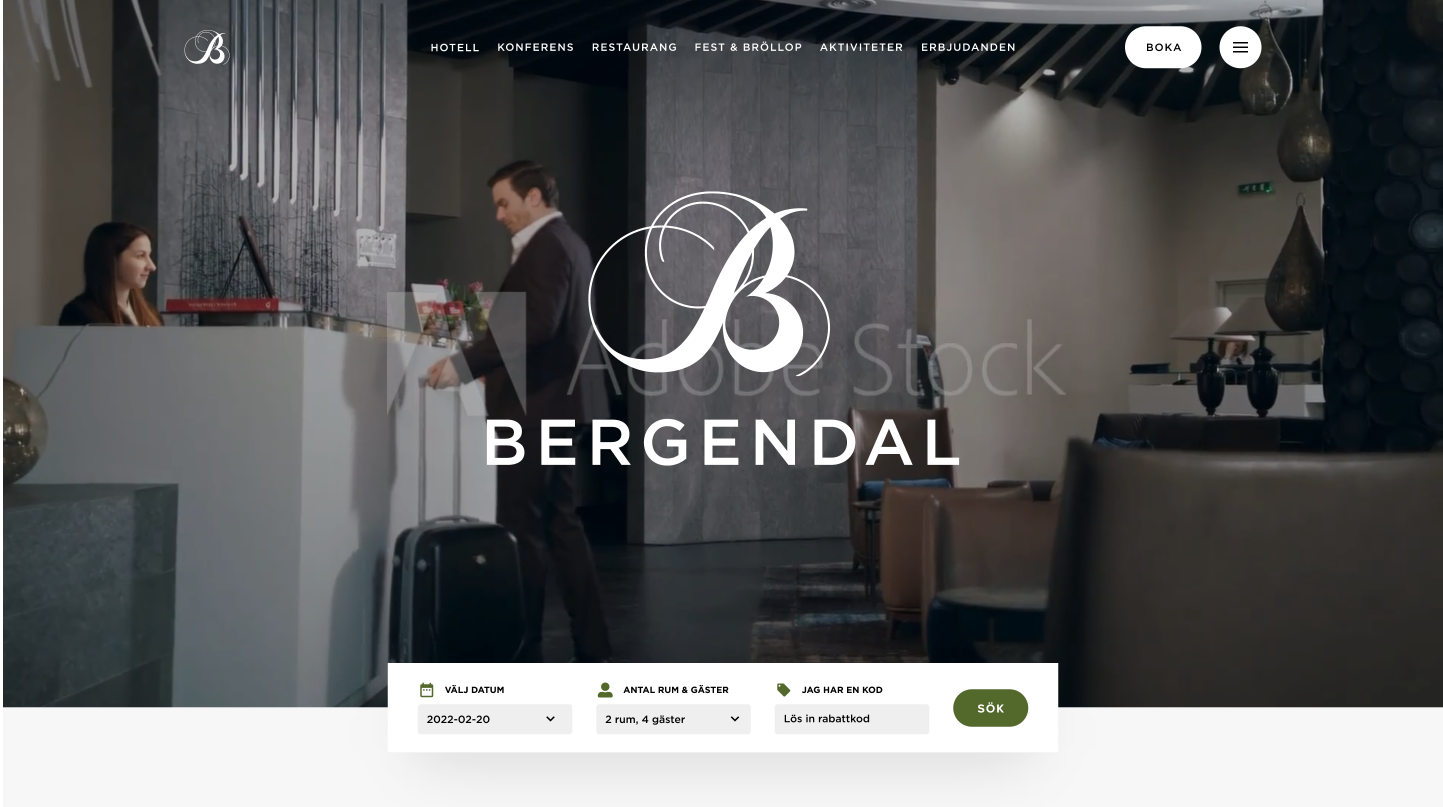 B
HOTELL KONFERENS RESTAURANG FEST & BRÖLLOP AKTIVITETER ERBJUDANDEN BOKA
B
Adobe Stock
BERGENDAL
VÄLJ DATUM ANTAL RUM & GÄSTER JAG HAR EN KOD
2022-02-20 2 rum, 4 gäster Lös in rabattkod SÖK